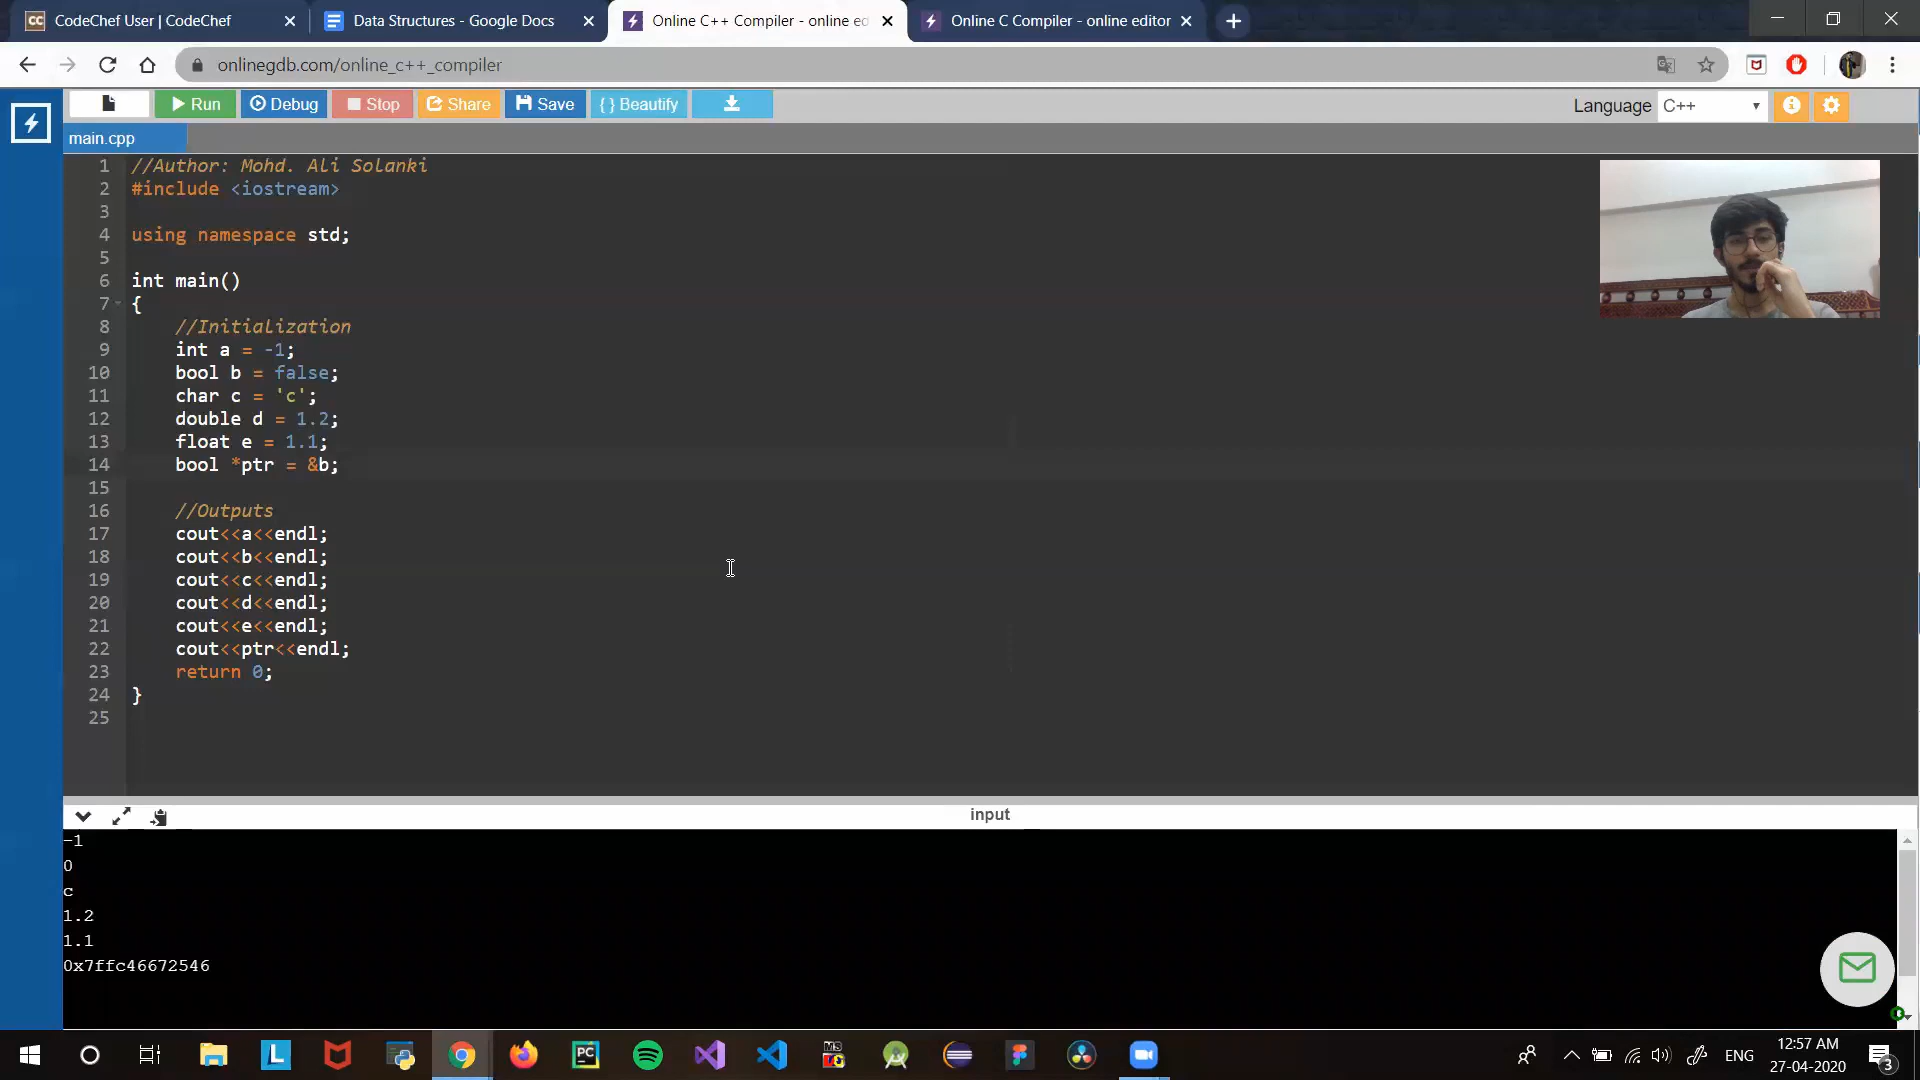 CodeChef User | CodeChef
Data Structures - Google Docs
Online C++ Compiler - online ed
Online C Compiler - online editor
onlinegdb.com/online_c++_compiler
Run Debug Stop Share Save { } Beautify Language C++
main.cpp
1 //Author: Mohd. Ali Solanki
2 #include <iostream>
3
4 using namespace std;
5
6 int main()
7 {
8 //Initialization
9 int a = -1;
10 bool b = false;
11 char c = 'c';
12 double d = 1.2;
13 float e = 1.1;
14 bool *ptr = &b;
15
16 //Outputs
17 cout<<a<<endl;
18 cout<<b<<endl;
19 cout<<c<<endl;
20 cout<<d<<endl;
21 cout<<e<<endl;
22 cout<<ptr<<endl;
23 return 0;
24 }
25
input
-1
0
c
1.2
1.1
0x7ffc46672546
ENG
12:57 AM
27-04-2020
3